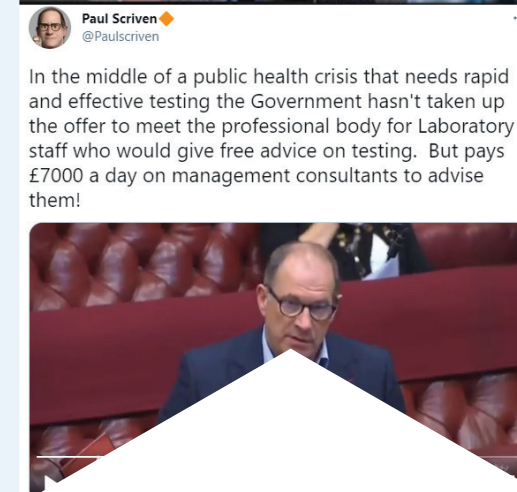 Paul Scriven🔶
@Paulscriven
In the middle of a public health crisis that needs rapid
and effective testing the Government hasn't taken up
the offer to meet the professional body for Laboratory
staff who would give free advice on testing.  But pays
£7000 a day on management consultants to advise
them!